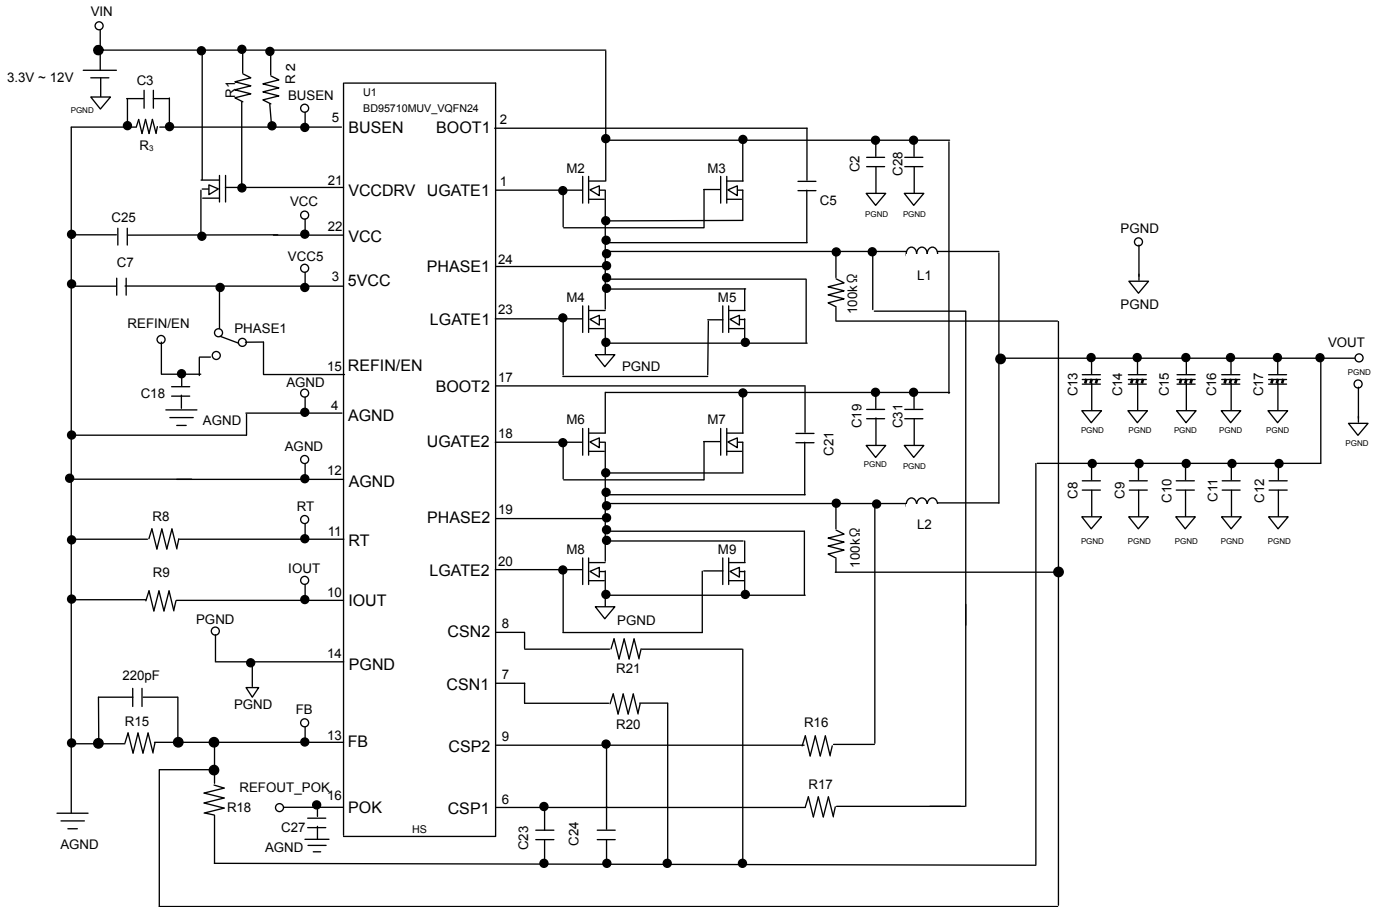 VIN
3.3V ~ 12V
PGND
C3
R3
R1
R 2
BUSEN
U1
BD95710MUV_VQFN24
5
BUSEN
BOOT1
2
21
VCCDRV
UGATE1
1
M2
M3
C5
C2
C28
PGND
PGND
C25
VCC
22
VCC
C7
VCC5
3
5VCC
PHASE1
24
L1
100kΩ
PGND
PGND
REFIN/EN
PHASE1
LGATE1
23
M4
M5
PGND
15
REFIN/EN
C18
AGND
AGND
4
AGND
BOOT2
17
VOUT
PGND
PGND
C13
C14
C15
C16
C17
PGND
PGND
PGND
PGND
PGND
M6
M7
C21
C19
C31
PGND
PGND
UGATE2
18
AGND
12
AGND
C8
C9
C10
C11
C12
PGND
PGND
PGND
PGND
PGND
R8
RT
11
RT
PHASE2
19
L2
100kΩ
R9
IOUT
10
IOUT
LGATE2
20
M8
M9
PGND
PGND
14
PGND
PGND
CSN2
8
R21
CSN1
7
R20
220pF
R15
FB
13
FB
CSP2
9
R16
REFOUT_POK
16
POK
R18
C27
AGND
AGND
CSP1
6
R17
C23
C24
HS